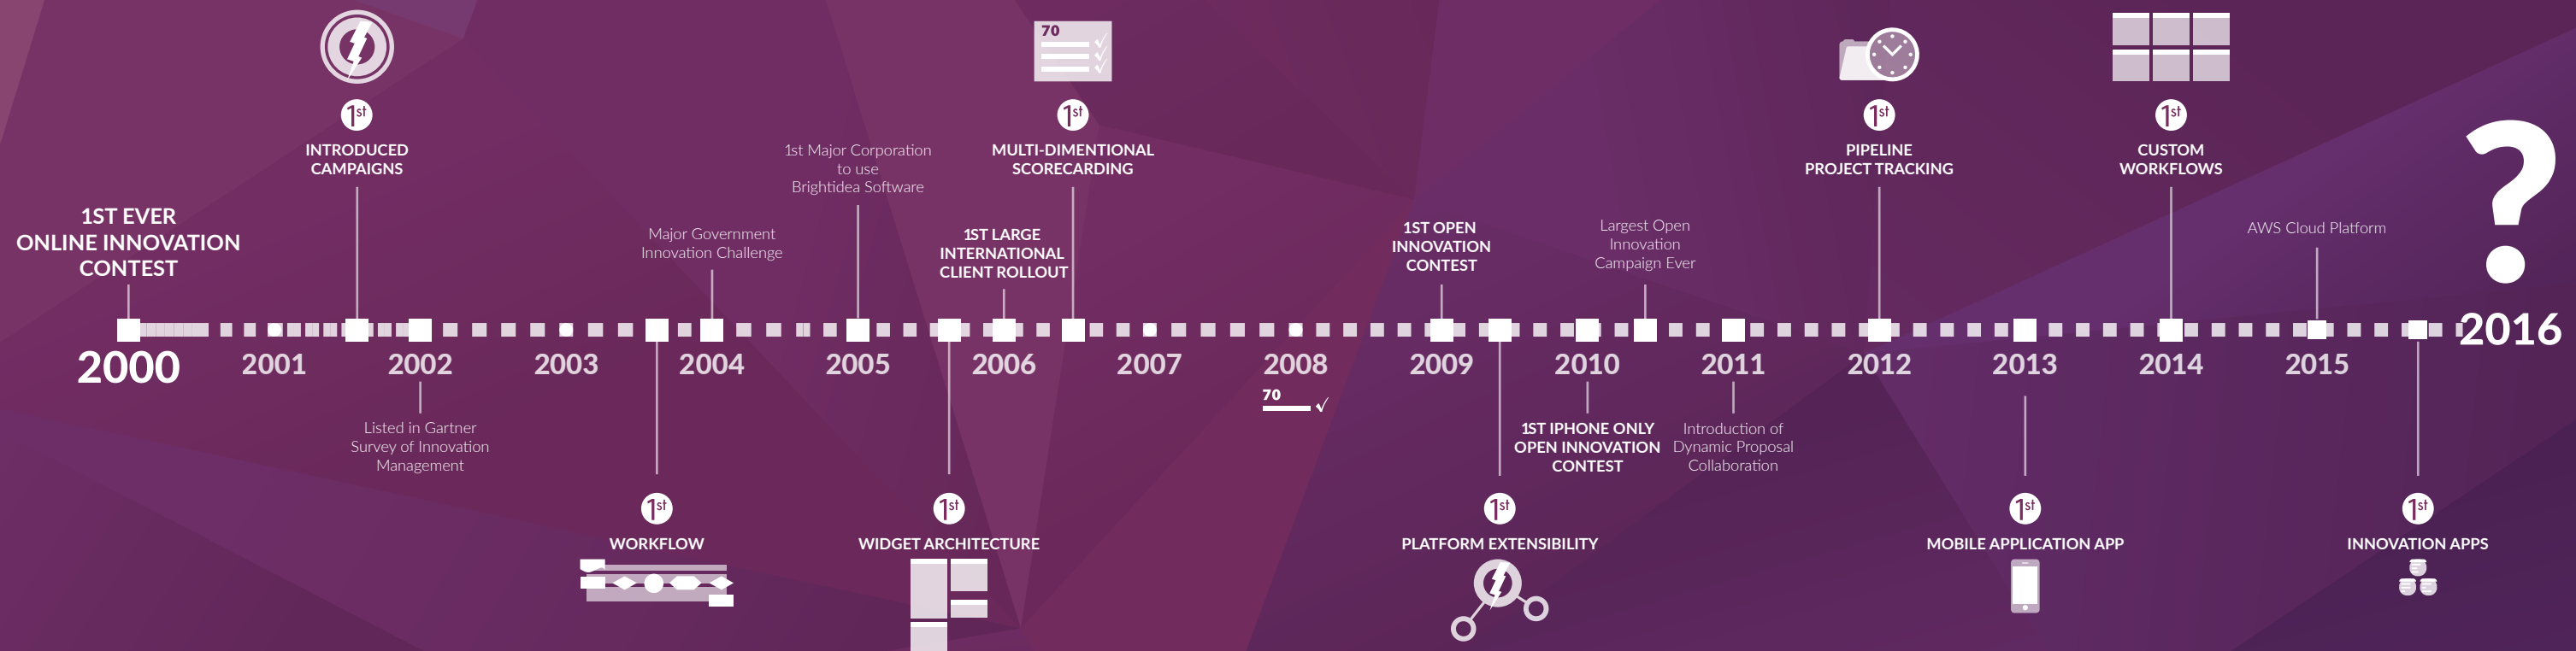 1ST EVER
ONLINE INNOVATION
CONTEST
2000
2001
1st
INTRODUCED
CAMPAIGNS
2002
Listed in Gartner
Survey of Innovation
Management
2003
1st
WORKFLOW
Major Government
Innovation Challenge
2004
1st Major Corporation
to use
Brightidea Software
2005
1st
WIDGET ARCHITECTURE
1ST LARGE
INTERNATIONAL
CLIENT ROLLOUT
2006
70
1st
MULTI-DIMENTIONAL
SCORECARDING
2007
2008
70
1ST OPEN
INNOVATION
CONTEST
2009
1st
PLATFORM EXTENSIBILITY
2010
1ST IPHONE ONLY
OPEN INNOVATION
CONTEST
Largest Open
Innovation
Campaign Ever
2011
Introduction of
Dynamic Proposal
Collaboration
1st
PIPELINE
PROJECT TRACKING
2012
2013
1st
MOBILE APPLICATION APP
1st
CUSTOM
WORKFLOWS
2014
AWS Cloud Platform
2015
1st
INNOVATION APPS
?
2016